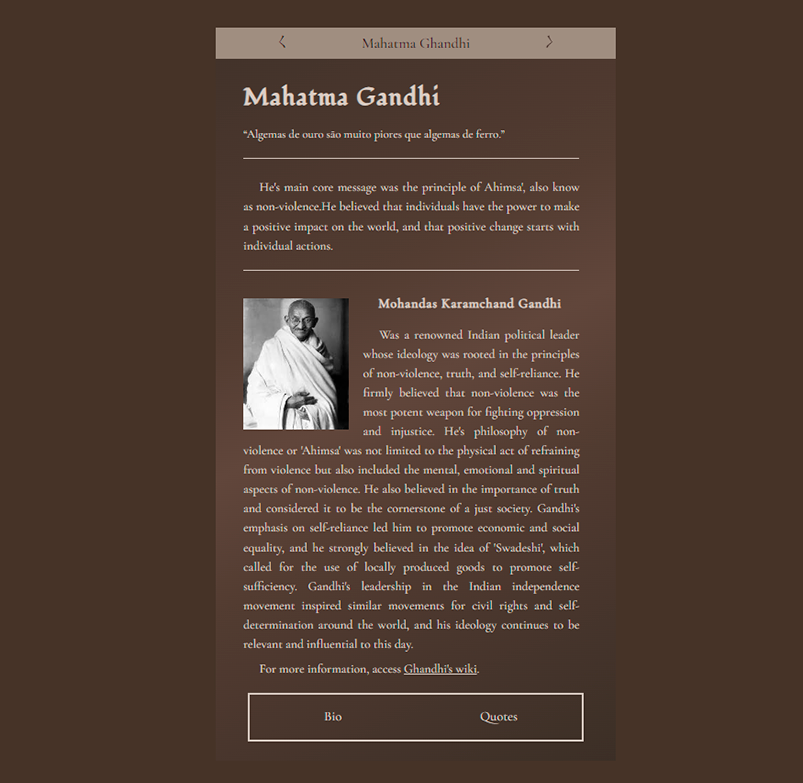 Mahatma Ghandhi
Mahatma Gandhi
“Algemas de ouro são muito piores que algemas de ferro.”
He's main core message was the principle of Ahimsa', also know
as non-violence.He believed that individuals have the power to make
a positive impact on the world, and that positive change starts with
individual actions.
Mohandas Karamchand Gandhi
Was a renowned Indian political leader
whose ideology was rooted in the principles
of non-violence, truth, and self-reliance. He
firmly believed that non-violence was the
most potent weapon for fighting oppression
and injustice. He's philosophy of non-
violence or 'Ahimsa' was not limited to the physical act of refraining
from violence but also included the mental, emotional and spiritual
aspects of non-violence. He also believed in the importance of truth
and considered it to be the cornerstone of a just society. Gandhi's
emphasis on self-reliance led him to promote economic and social
equality, and he strongly believed in the idea of 'Swadeshi', which
called for the use of locally produced goods to promote self-
sufficiency. Gandhi's leadership in the Indian independence
movement inspired similar movements for civil rights and self-
determination around the world, and his ideology continues to be
relevant and influential to this day.
For more information, access Ghandhi's wiki.
Bio Quotes